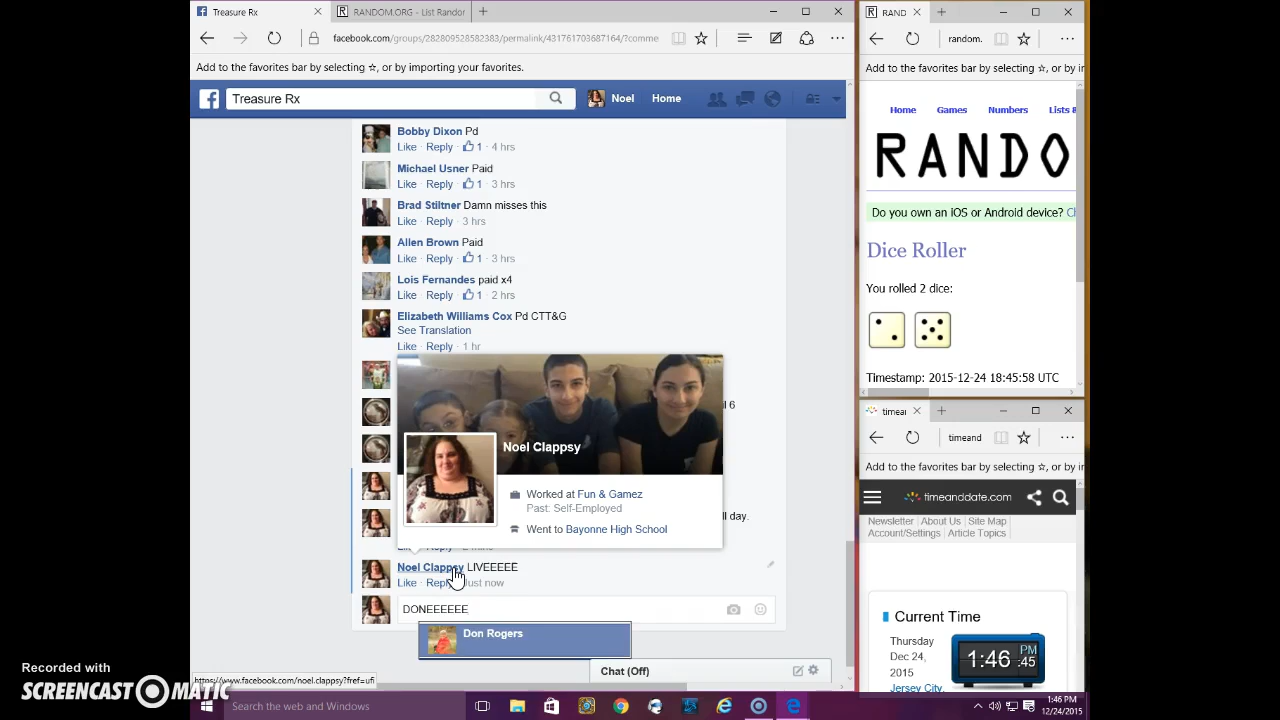 Treasure Rx
RANDOM.ORG - List Randor
facebook.com/groups/282809528582383/permalink/431761703687164/?comme
Add to the favorites bar by selecting ☆, or by importing your favorites.
Treasure Rx
Noel Home
Bobby Dixon Pd
Like · Reply · 1 · 4 hrs
Michael Usner Paid
Like · Reply · 1 · 3 hrs
Brad Stiltner Damn misses this
Like · Reply · 3 hrs
Allen Brown Paid
Like · Reply · 1 · 3 hrs
Lois Fernandes paid x4
Like · Reply · 1 · 2 hrs
Elizabeth Williams Cox Pd CTT&G
See Translation
Like · Reply · 1 hr
l 6
Noel Clappsy
Worked at Fun & Gamez
Past: Self-Employed
Went to Bayonne High School
ll day.
Noel Clappsy LIVEEEEE
Like · Reply · Just now
DONEEEEEE
Don Rogers
Chat (Off)
https://www.facebook.com/noel.clappsy?fref=ufi
Search the web and Windows
1:46 PM
12/24/2015
RAND
random.
Add to the favorites bar by selecting ☆, or by i
Home Games Numbers Lists &
RANDO
Do you own an iOS or Android device? C
Dice Roller
You rolled 2 dice:
Timestamp: 2015-12-24 18:45:58 UTC
timear
timeand
Add to the favorites bar by selecting ☆, or by i
timeanddate.com
Newsletter About Us Site Map
Account/Settings Article Topics
Current Time
Thursday
Dec 24,
2015
Jersey City,
1:46 PM :45
Recorded with
SCREENCAST-O-MATIC